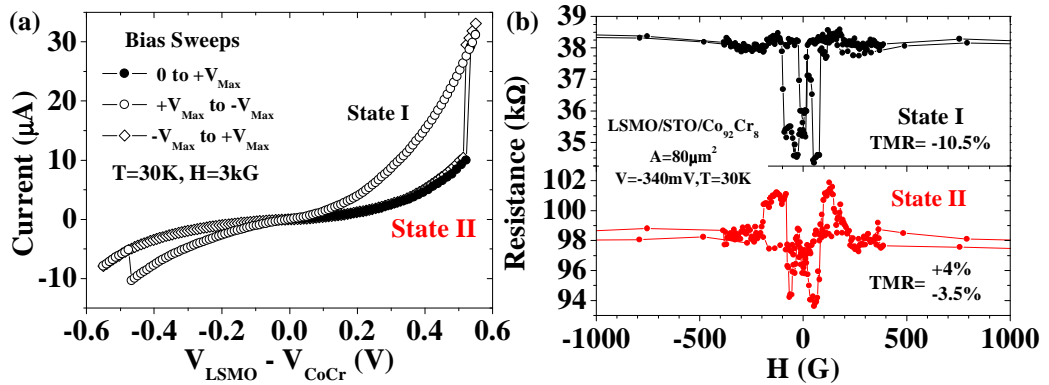 (a)
30
20
10
0
-10
Current (μA)
Bias Sweeps
0 to +V_Max
+V_Max to -V_Max
-V_Max to +V_Max
T=30K, H=3kG
State I
State II
-0.6 -0.4 -0.2 0.0 0.2 0.4 0.6
V_LSMO - V_CoCr (V)
(b)
39
38
37
36
35
102
100
98
96
94
Resistance (kΩ)
LSMO/STO/Co₉₂Cr₈
A=80μm²
V=-340mV,T=30K
State I
TMR= -10.5%
State II
TMR= +4%
-3.5%
-1000 -500 0 500 1000
H (G)